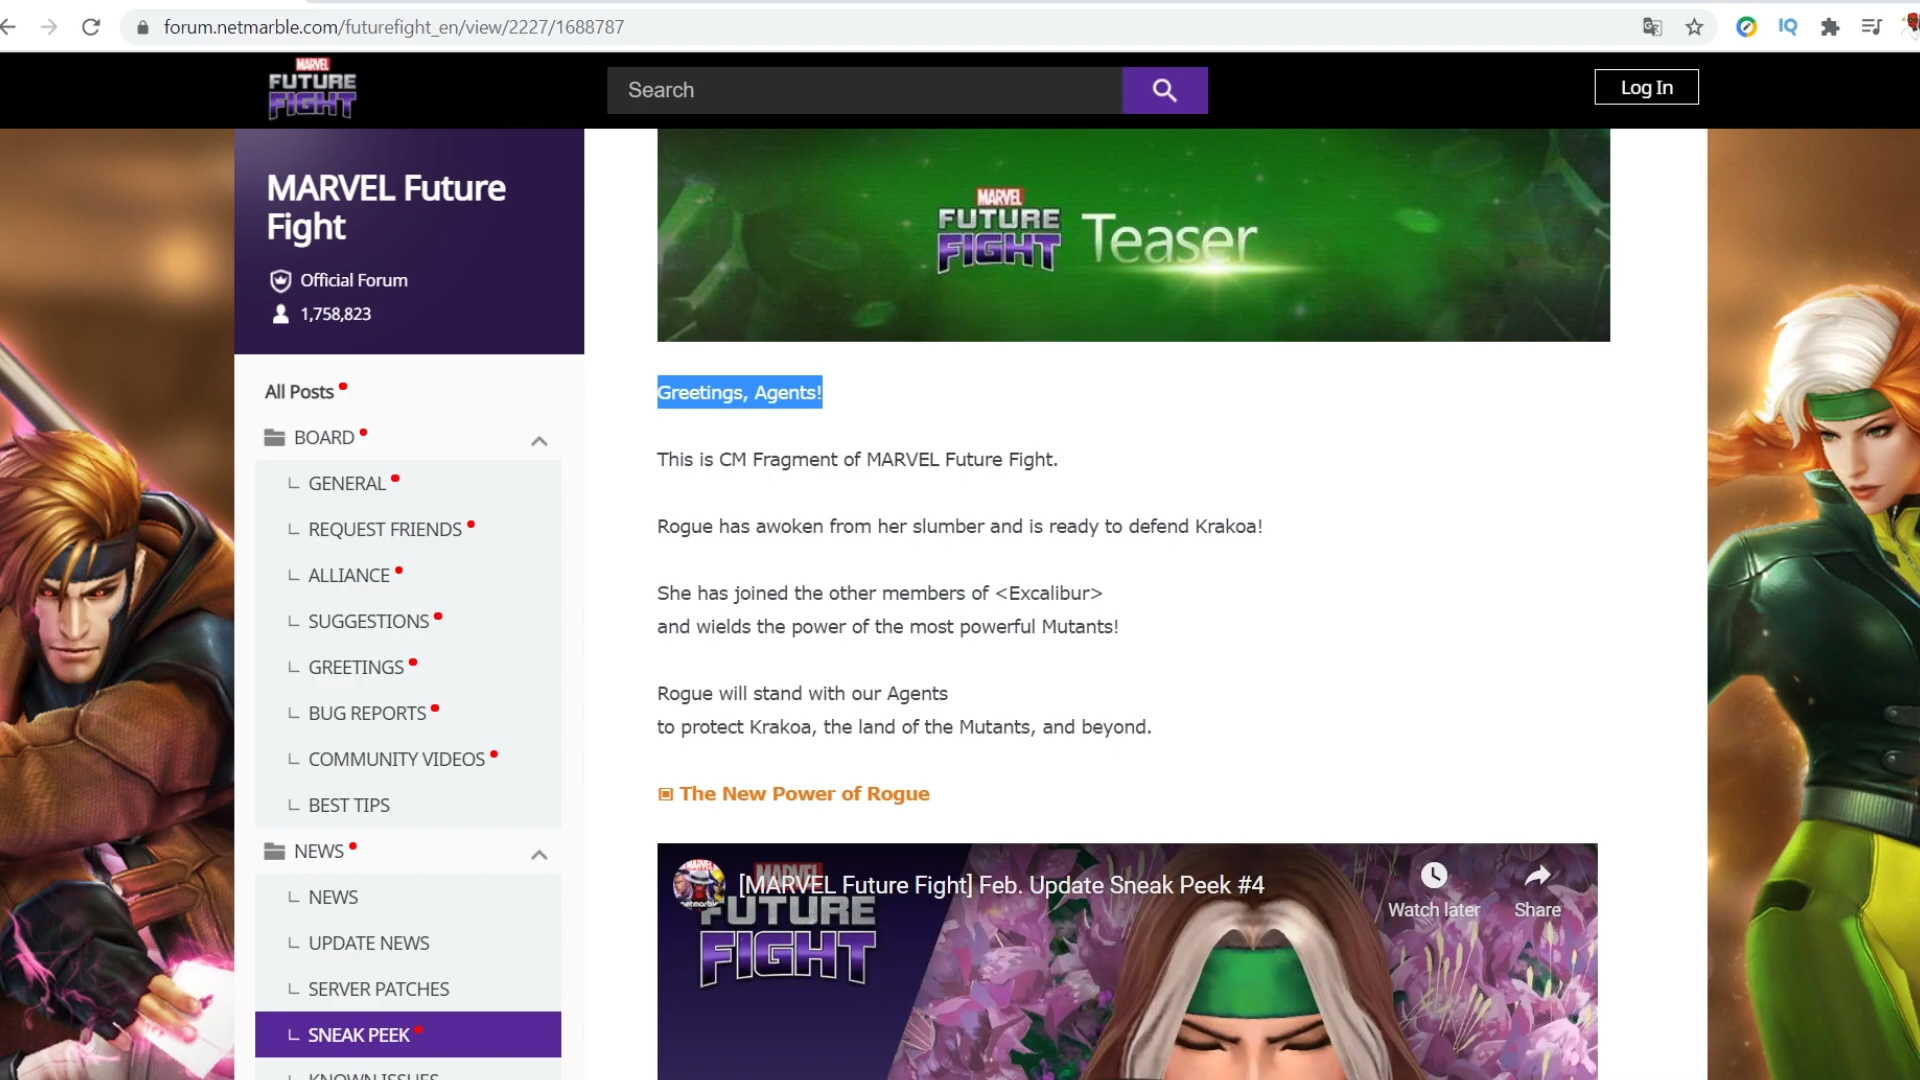 forum.netmarble.com/futurefight_en/view/2227/1688787
IQ
MARVEL
FUTURE
FIGHT
Search
Log In
MARVEL Future
Fight
Official Forum
1,758,823
All Posts
BOARD
GENERAL
REQUEST FRIENDS
ALLIANCE
SUGGESTIONS
GREETINGS
BUG REPORTS
COMMUNITY VIDEOS
BEST TIPS
NEWS
NEWS
UPDATE NEWS
SERVER PATCHES
SNEAK PEEK
KNOWN ISSUES
MARVEL
FUTURE
FIGHT
Teaser
Greetings, Agents!
This is CM Fragment of MARVEL Future Fight.
Rogue has awoken from her slumber and is ready to defend Krakoa!
She has joined the other members of <Excalibur>
and wields the power of the most powerful Mutants!
Rogue will stand with our Agents
to protect Krakoa, the land of the Mutants, and beyond.
▣ The New Power of Rogue
[MARVEL Future Fight] Feb. Update Sneak Peek #4
Watch later
Share
MARVEL
FUTURE
FIGHT